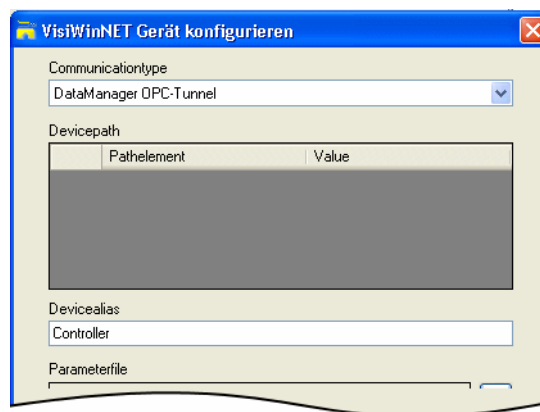 VisiWinNET Gerät konfigurieren
Communicationtype
DataManager OPC-Tunnel
Devicepath
Pathelement Value
Devicealias
Controller
Parameterfile